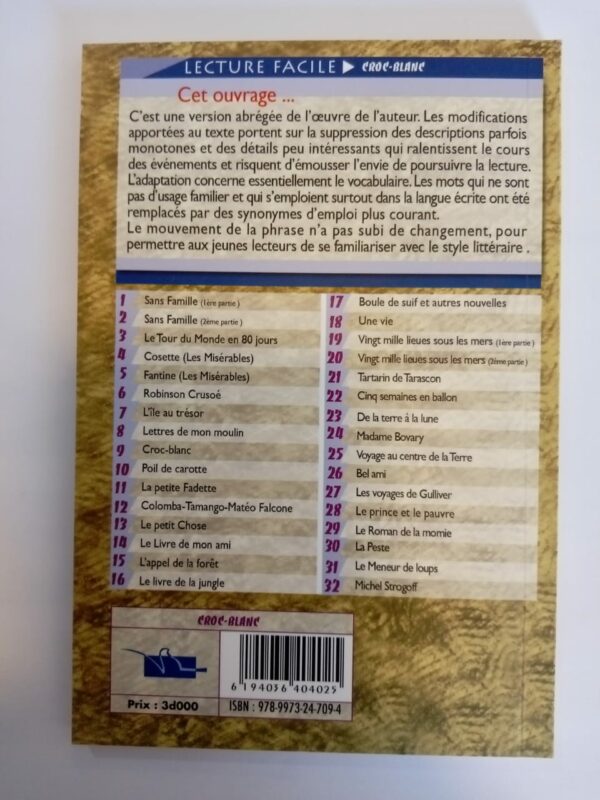 LECTURE FACILE ▶ CROC-BLANC
Cet ouvrage ...
C'est une version abrégée de l'œuvre de l'auteur. Les modifications
apportées au texte portent sur la suppression des descriptions parfois
monotones et des détails peu intéressants qui ralentissent le cours
des événements et risquent d'émousser l'envie de poursuivre la lecture.
L'adaptation concerne essentiellement le vocabulaire. Les mots qui ne sont
pas d'usage familier et qui s'emploient surtout dans la langue écrite ont été
remplacés par des synonymes d'emploi plus courant.
Le mouvement de la phrase n'a pas subi de changement, pour
permettre aux jeunes lecteurs de se familiariser avec le style littéraire .
1 Sans Famille (1ère partie)
2 Sans Famille (2ème partie)
3 Le Tour du Monde en 80 jours
4 Cosette (Les Misérables)
5 Fantine (Les Misérables)
6 Robinson Crusoé
7 L'île au trésor
8 Lettres de mon moulin
9 Croc-blanc
10 Poil de carotte
11 La petite Fadette
12 Colomba-Tamango-Matéo Falcone
13 Le petit Chose
14 Le Livre de mon ami
15 L'appel de la forêt
16 Le livre de la jungle
17 Boule de suif et autres nouvelles
18 Une vie
19 Vingt mille lieues sous les mers (1ère partie)
20 Vingt mille lieues sous les mers (2ème partie)
21 Tartarin de Tarascon
22 Cinq semaines en ballon
23 De la terre à la lune
24 Madame Bovary
25 Voyage au centre de la Terre
26 Bel ami
27 Les voyages de Gulliver
28 Le prince et le pauvre
29 Le Roman de la momie
30 La Peste
31 Le Meneur de loups
32 Michel Strogoff
CROC-BLANC
6 194036 404025
Prix : 3d000
ISBN : 978-9973-24-709-4